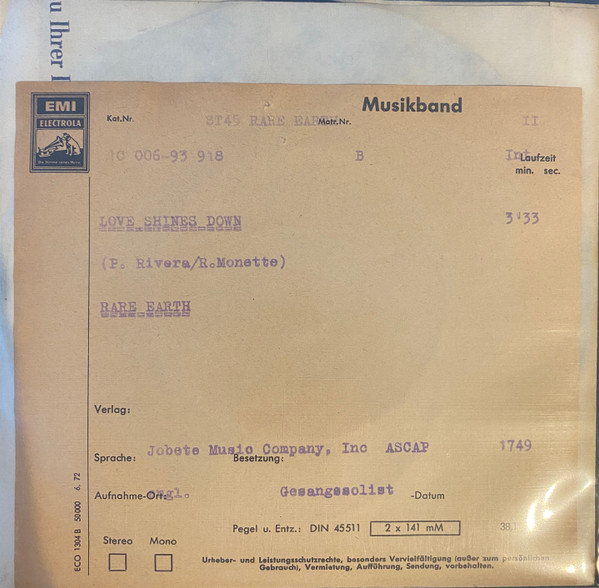 u Ihrer
EMI
ELECTROLA
Musikband
Kat.Nr. ST49 RARE EARTH Matr.Nr. II
1C 006-93 918 B Int.
Laufzeit
min. sec.
LOVE SHINES DOWN 3'33
(P. Rivera/R.Monette)
RARE EARTH
Verlag:
Jobete Music Company, Inc ASCAP 1749
Sprache: Besetzung:
Aufnahme-Ort: Engl. Gesangesolist -Datum
Pegel u. Entz.: DIN 45511 2 x 141 mM 38,
Stereo Mono
Urheber- und Leistungsschutzrechte, besonders Vervielfältigung (außer zum persönlichen
Gebrauch), Vermietung, Aufführung, Sendung, vorbehalten.
ECO 1304 B 50000 6. 72